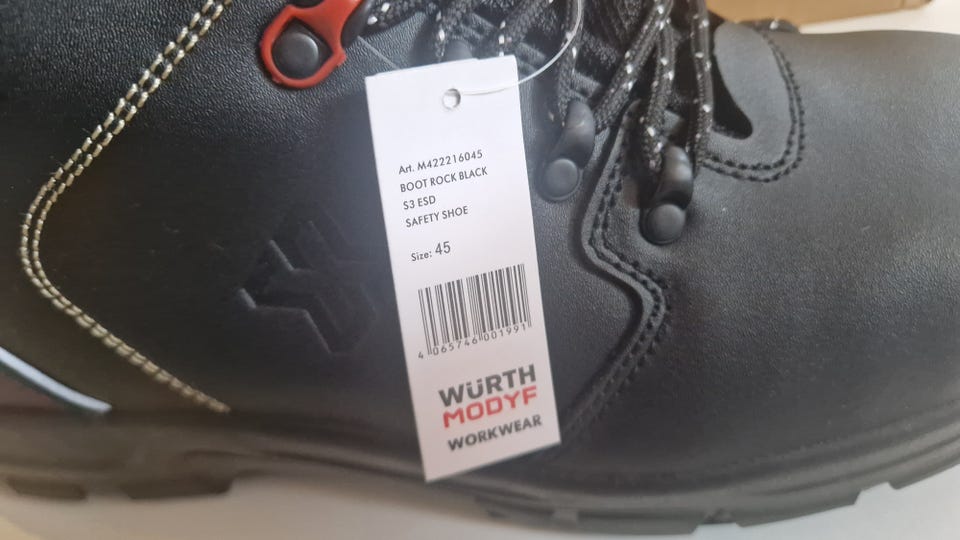 Art. M422216045
BOOT ROCK BLACK
S3 ESD
SAFETY SHOE
Size: 45
4 065746 001991
WÜRTH
MODYF
WORKWEAR